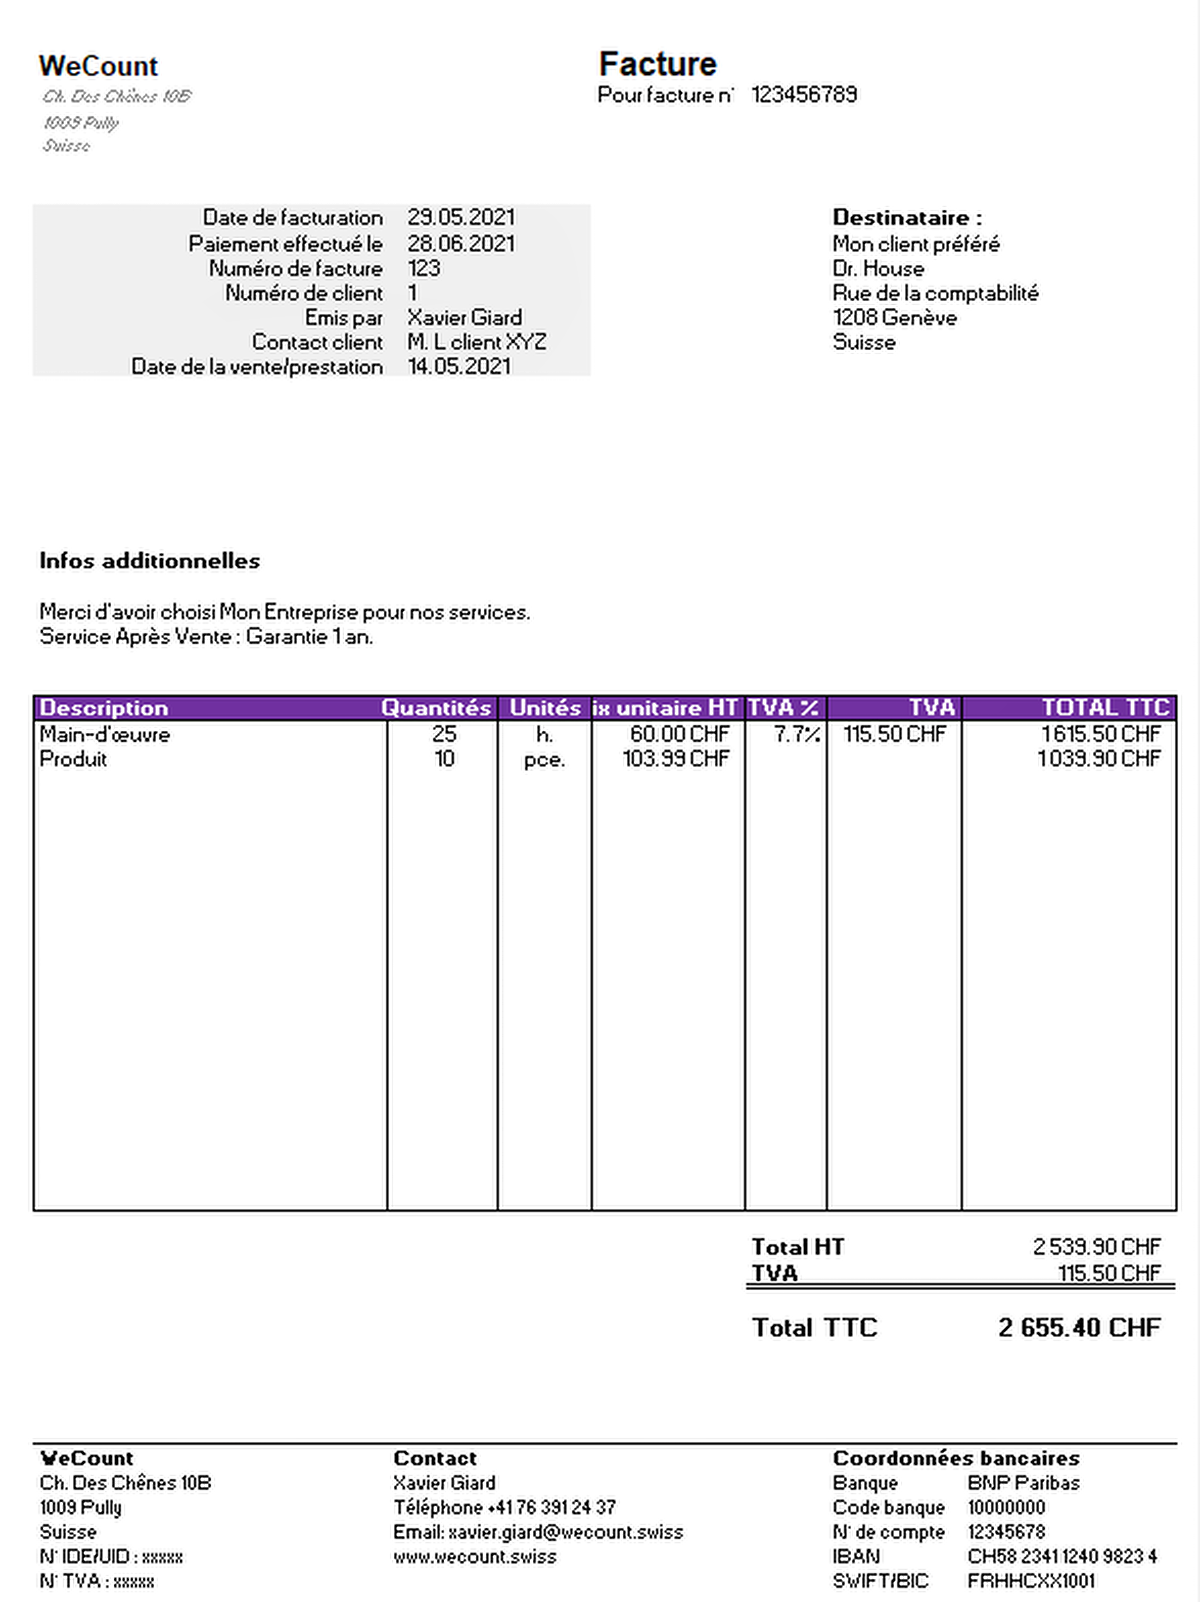 WeCount
Ch. Des Chênes 10B
1009 Pully
Suisse
Facture
Pour facture n° 123456789
Date de facturation 29.05.2021
Paiement effectué le 28.06.2021
Numéro de facture 123
Numéro de client 1
Emis par Xavier Giard
Contact client M. L client XYZ
Date de la vente/prestation 14.05.2021
Destinataire :
Mon client préféré
Dr. House
Rue de la comptabilité
1208 Genève
Suisse
Infos additionnelles
Merci d'avoir choisi Mon Entreprise pour nos services.
Service Après Vente : Garantie 1 an.
Description Quantités Unités ix unitaire HT TVA % TVA TOTAL TTC
Main-d'œuvre 25 h. 60.00 CHF 7.7% 115.50 CHF 1 615.50 CHF
Produit 10 pce. 103.99 CHF 1 039.90 CHF
Total HT 2 539.90 CHF
TVA 115.50 CHF
Total TTC 2 655.40 CHF
WeCount
Ch. Des Chênes 10B
1009 Pully
Suisse
N° IDE/UID : xxxxx
N° TVA : xxxxx
Contact
Xavier Giard
Téléphone +41 76 391 24 37
Email: xavier.giard@wecount.swiss
www.wecount.swiss
Coordonnées bancaires
Banque BNP Paribas
Code banque 10000000
N° de compte 12345678
IBAN CH58 2341 1240 9823 4
SWIFT/BIC FRHHCXX1001